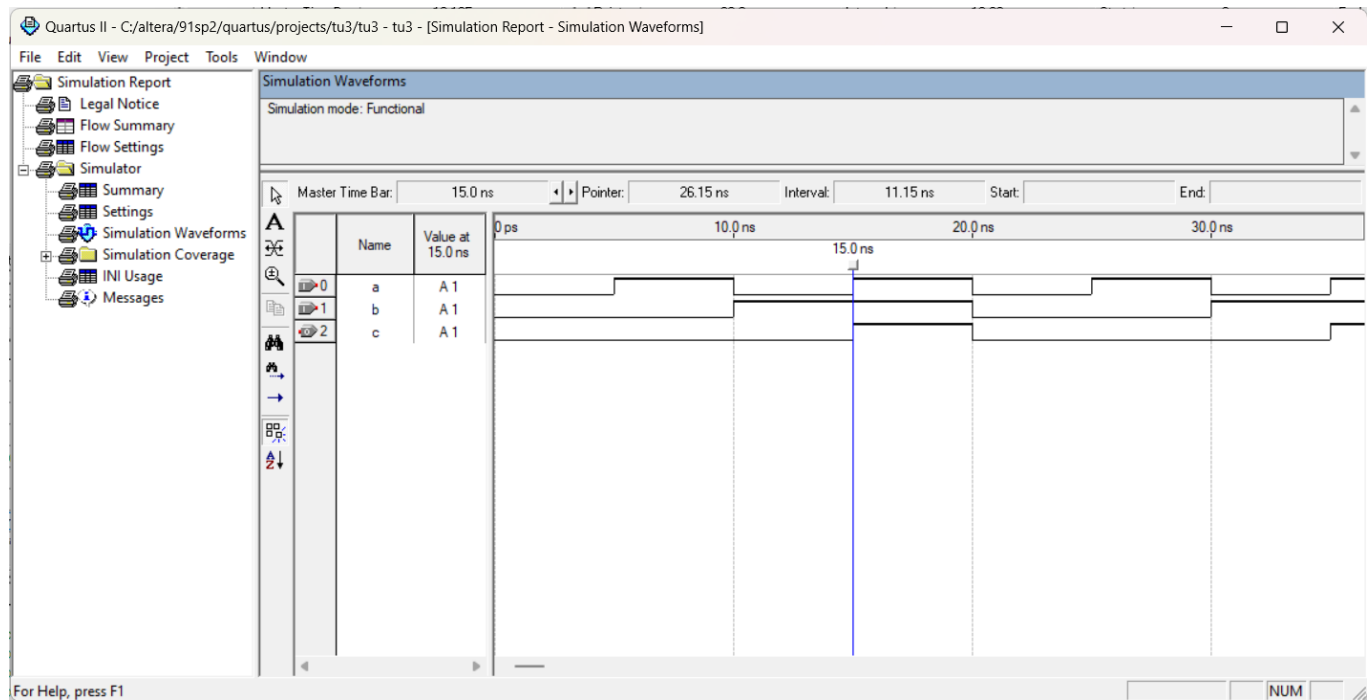 Quartus II - C:/altera/91sp2/quartus/projects/tu3/tu3 - tu3 - [Simulation Report - Simulation Waveforms]
File Edit View Project Tools Window
Simulation Report
Legal Notice
Flow Summary
Flow Settings
Simulator
Summary
Settings
Simulation Waveforms
Simulation Coverage
INI Usage
Messages
Simulation Waveforms
Simulation mode: Functional
Master Time Bar: 15.0 ns Pointer: 26.15 ns Interval: 11.15 ns Start: End:
Name Value at 15.0 ns
0 ps 10.0 ns 20.0 ns 30.0 ns
15.0 ns
0 a A 1
1 b A 1
2 c A 1
For Help, press F1 NUM